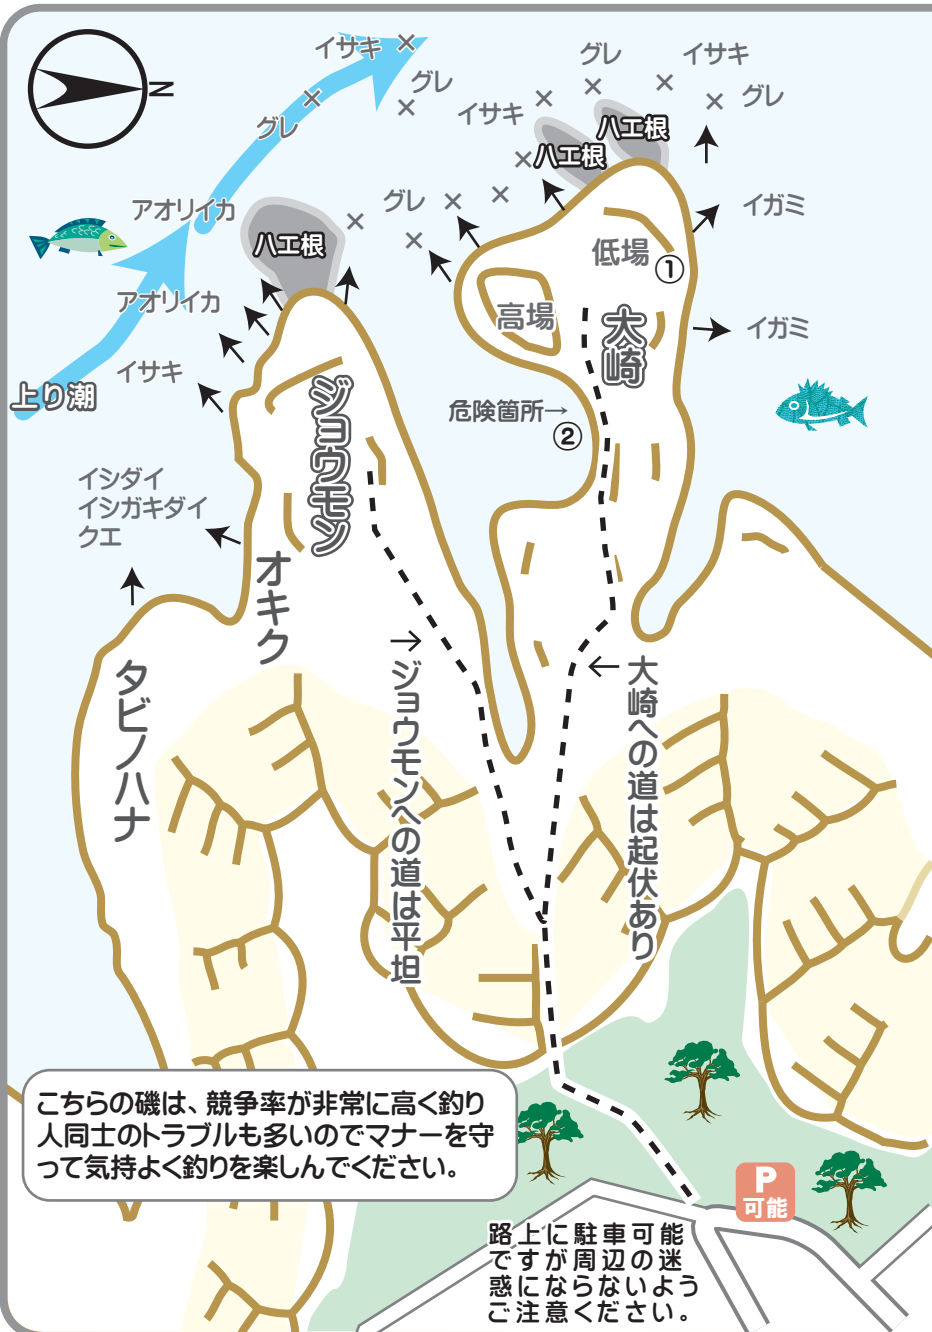 N
イサキ
グレ
イサキ
グレ
グレ
イサキ
グレ
ハエ根
ハエ根
アオリイカ
グレ
イガミ
ハエ根
低場
①
アオリイカ
高場
大崎
イガミ
イサキ
上り潮
ジョウモン
危険箇所→
②
イシダイ
イシガキダイ
クエ
オキク
タビノハナ
→
ジョウモンへの道は平坦
←
大崎への道は起伏あり
こちらの磯は、競争率が非常に高く釣り
人同士のトラブルも多いのでマナーを守
って気持よく釣りを楽しんでください。
P
可能
路上に駐車可能
ですが周辺の迷
惑にならないよう
ご注意ください。